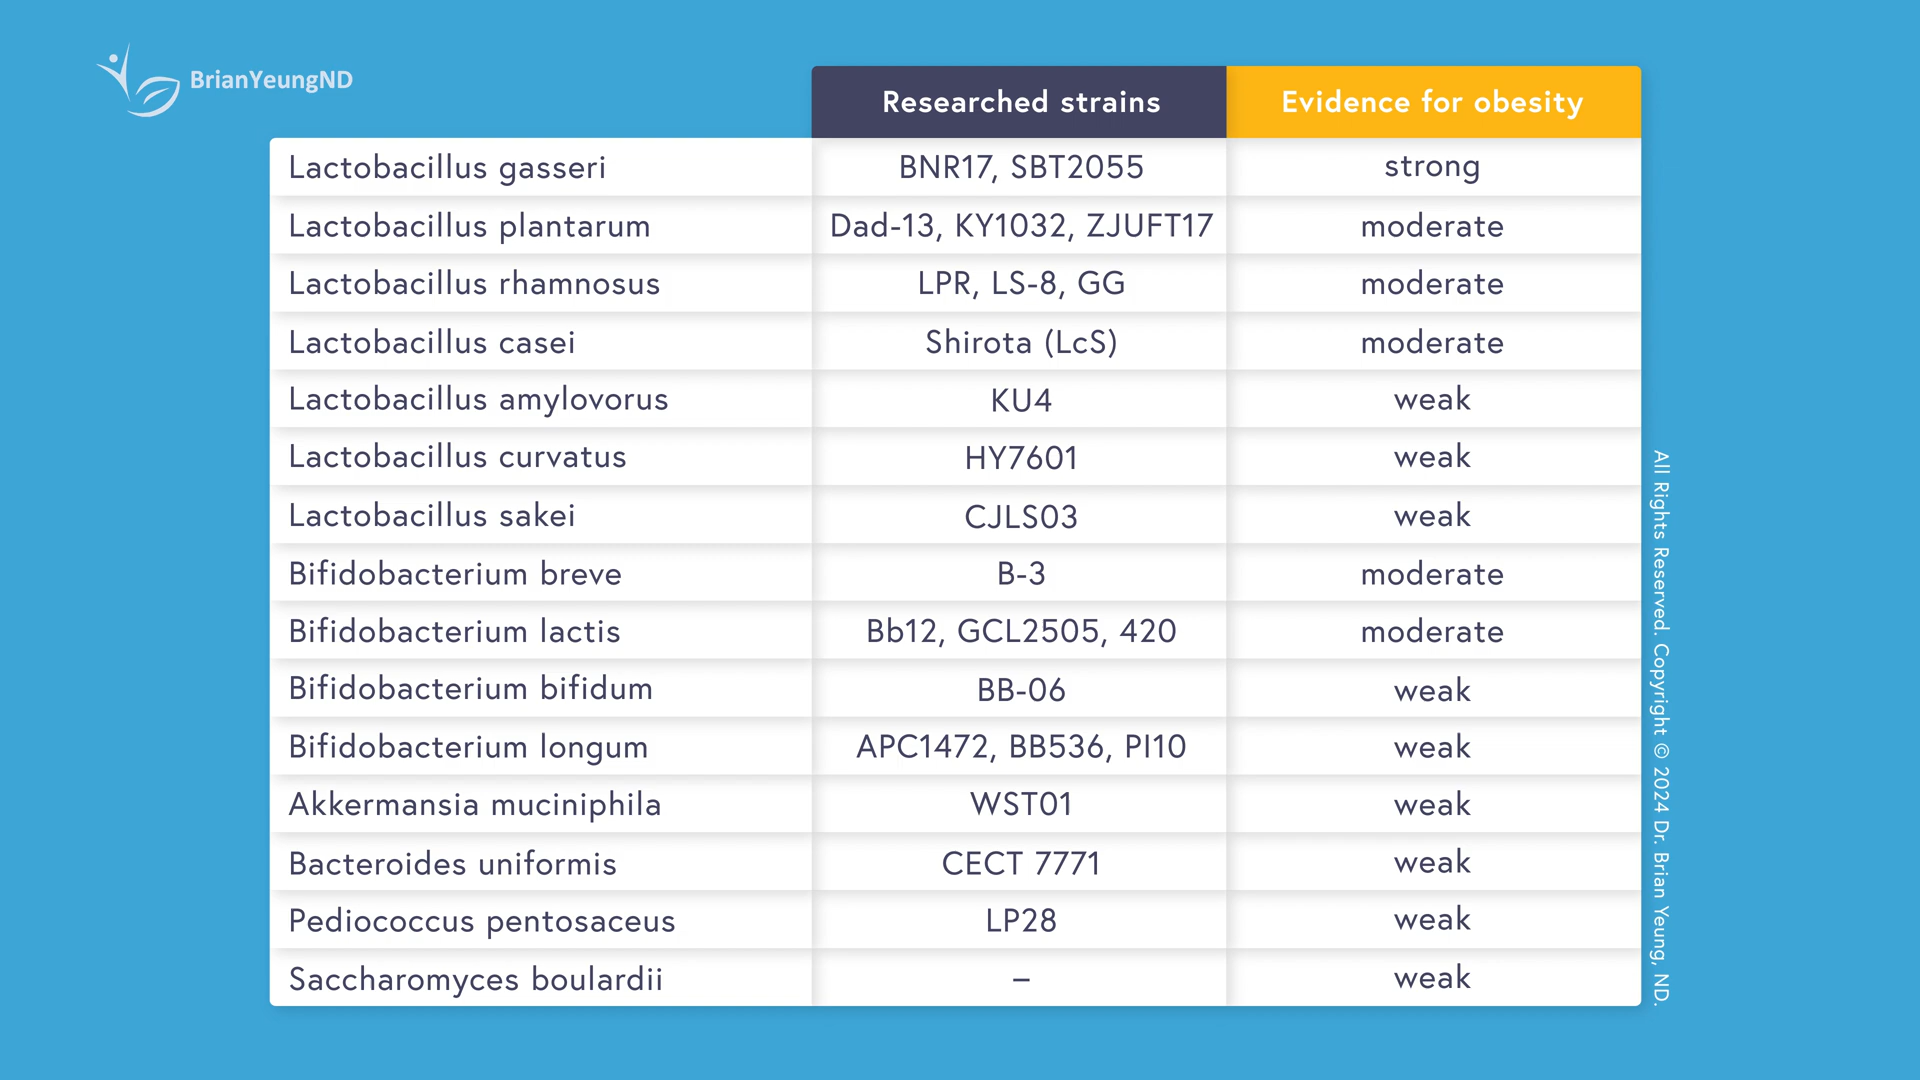 BrianYeungND
Researched strains Evidence for obesity
Lactobacillus gasseri BNR17, SBT2055 strong
Lactobacillus plantarum Dad-13, KY1032, ZJUFT17 moderate
Lactobacillus rhamnosus LPR, LS-8, GG moderate
Lactobacillus casei Shirota (LcS) moderate
Lactobacillus amylovorus KU4 weak
Lactobacillus curvatus HY7601 weak
Lactobacillus sakei CJLS03 weak
Bifidobacterium breve B-3 moderate
Bifidobacterium lactis Bb12, GCL2505, 420 moderate
Bifidobacterium bifidum BB-06 weak
Bifidobacterium longum APC1472, BB536, PI10 weak
Akkermansia muciniphila WST01 weak
Bacteroides uniformis CECT 7771 weak
Pediococcus pentosaceus LP28 weak
Saccharomyces boulardii – weak
All Rights Reserved. Copyright © 2024 Dr. Brian Yeung, ND.